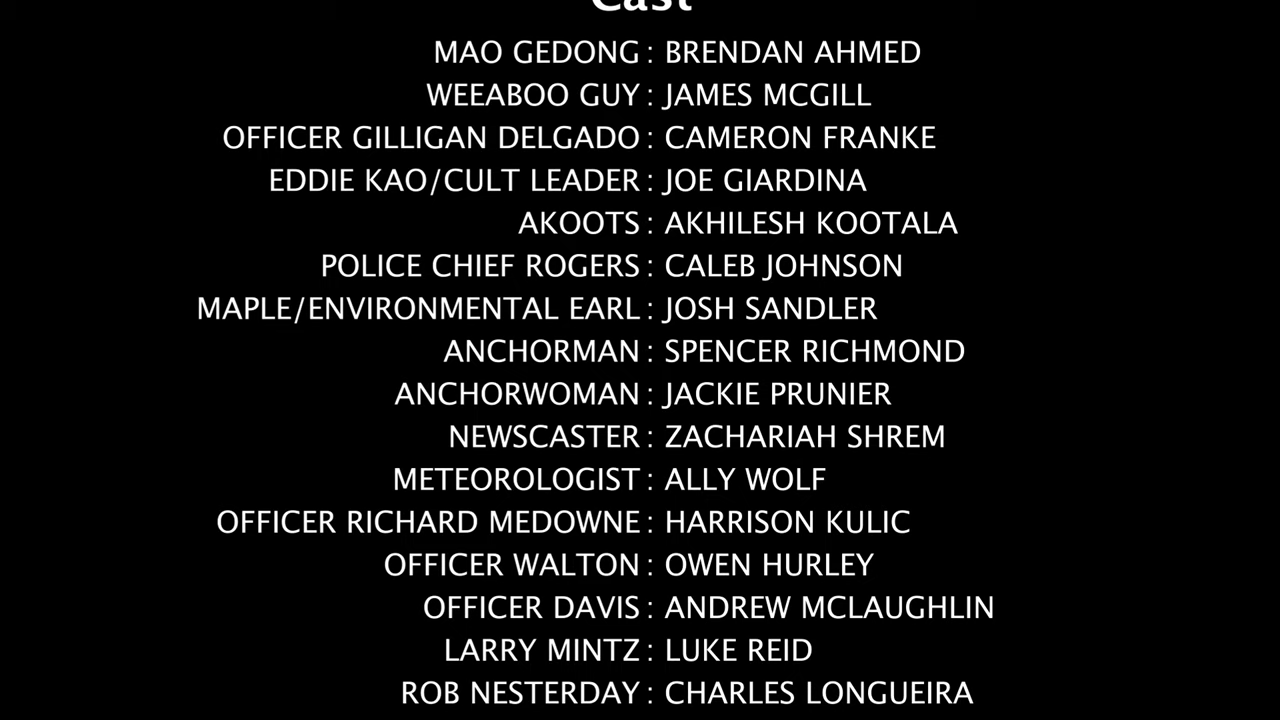 Cast
MAO GEDONG : BRENDAN AHMED
WEEABOO GUY : JAMES MCGILL
OFFICER GILLIGAN DELGADO : CAMERON FRANKE
EDDIE KAO/CULT LEADER : JOE GIARDINA
AKOOTS : AKHILESH KOOTALA
POLICE CHIEF ROGERS : CALEB JOHNSON
MAPLE/ENVIRONMENTAL EARL : JOSH SANDLER
ANCHORMAN : SPENCER RICHMOND
ANCHORWOMAN : JACKIE PRUNIER
NEWSCASTER : ZACHARIAH SHREM
METEOROLOGIST : ALLY WOLF
OFFICER RICHARD MEDOWNE : HARRISON KULIC
OFFICER WALTON : OWEN HURLEY
OFFICER DAVIS : ANDREW MCLAUGHLIN
LARRY MINTZ : LUKE REID
ROB NESTERDAY : CHARLES LONGUEIRA